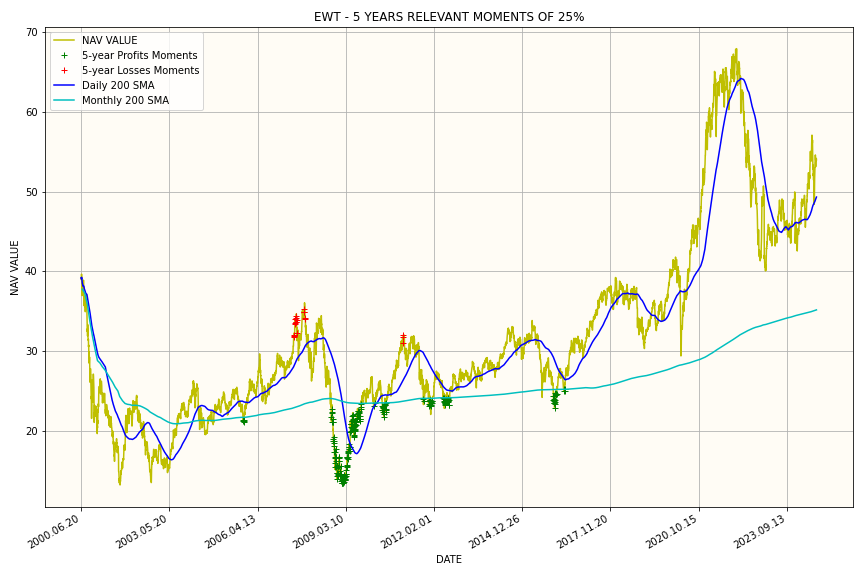 EWT - 5 YEARS RELEVANT MOMENTS OF 25%
NAV VALUE
5-year Profits Moments
5-year Losses Moments
Daily 200 SMA
Monthly 200 SMA
70
60
50
40
30
20
NAV VALUE
2000.06.20
2003.05.20
2006.04.13
2009.03.10
2012.02.01
2014.12.26
2017.11.20
2020.10.15
2023.09.13
DATE